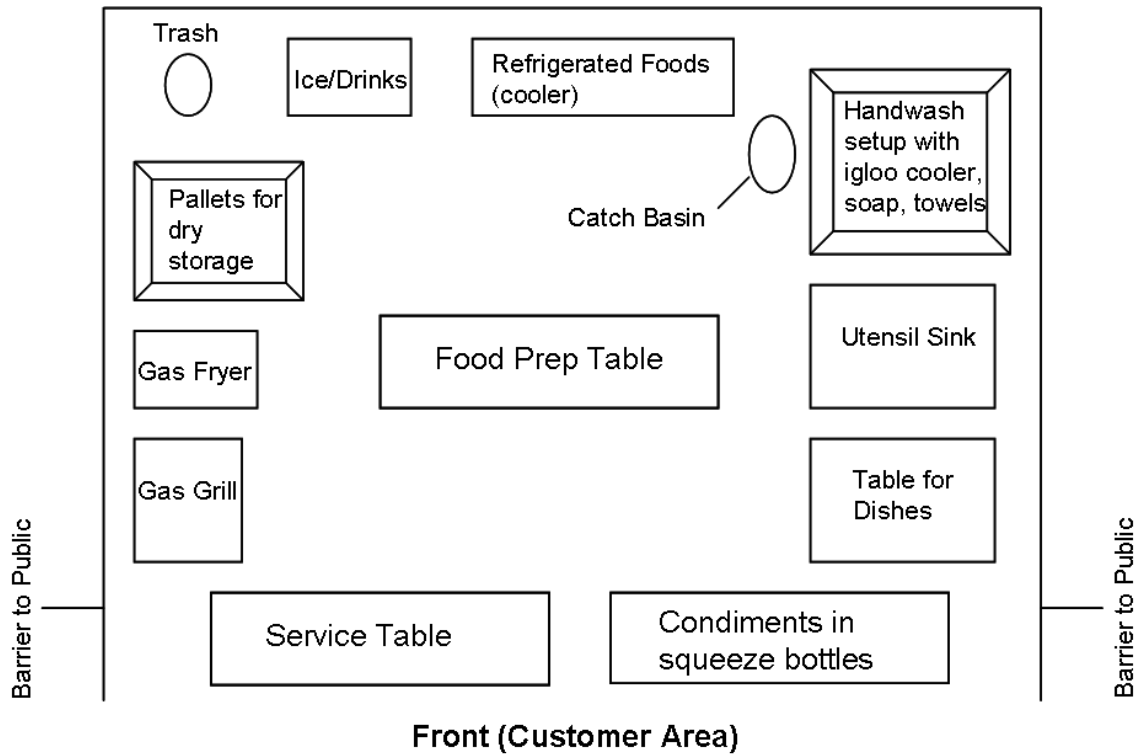 Trash
Ice/Drinks
Refrigerated Foods
(cooler)
Handwash
setup with
igloo cooler,
soap, towels
Catch Basin
Pallets for
dry
storage
Food Prep Table
Utensil Sink
Gas Fryer
Gas Grill
Table for
Dishes
Barrier to Public
Barrier to Public
Service Table
Condiments in
squeeze bottles
Front (Customer Area)